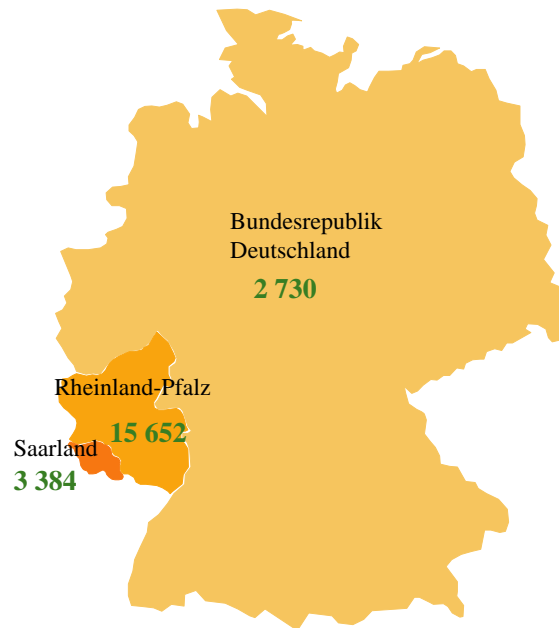 Bundesrepublik
Deutschland
2 730
Rheinland-Pfalz
15 652
Saarland
3 384